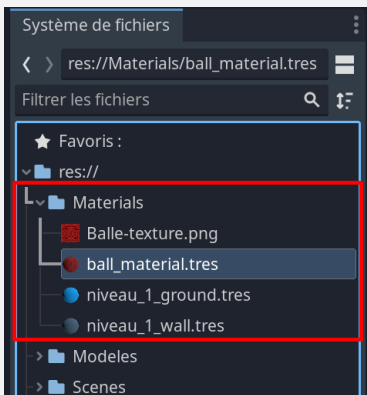 Système de fichiers
res://Materials/ball_material.tres
Filtrer les fichiers
Favoris :
res://
Materials
Balle-texture.png
ball_material.tres
niveau_1_ground.tres
niveau_1_wall.tres
Modeles
Scenes